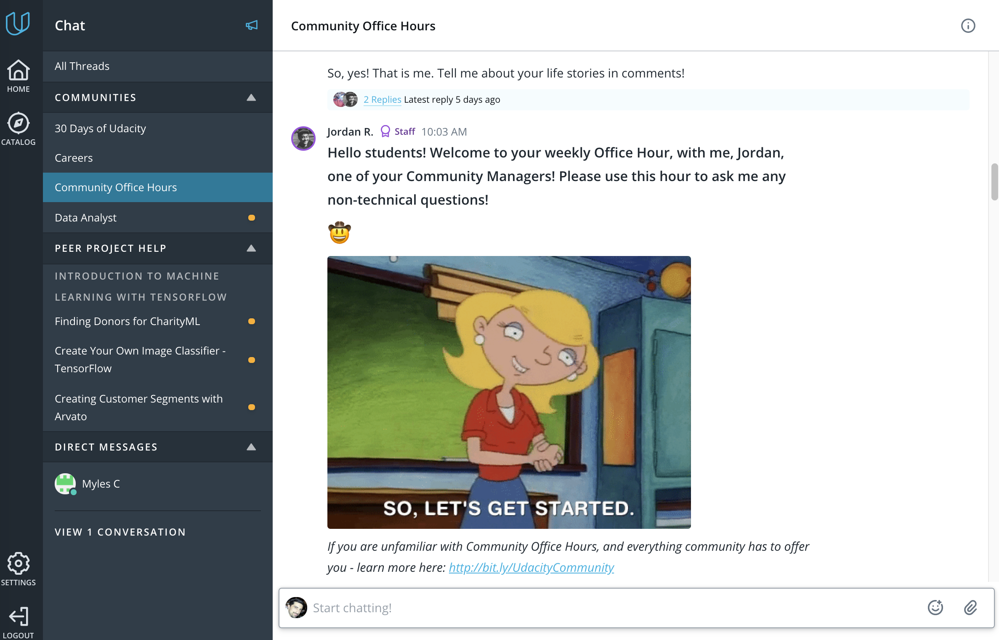 HOME
CATALOG
SETTINGS
LOGOUT
Chat
All Threads
COMMUNITIES
30 Days of Udacity
Careers
Community Office Hours
Data Analyst
PEER PROJECT HELP
INTRODUCTION TO MACHINE
LEARNING WITH TENSORFLOW
Finding Donors for CharityML
Create Your Own Image Classifier -
TensorFlow
Creating Customer Segments with
Arvato
DIRECT MESSAGES
Myles C
VIEW 1 CONVERSATION
Community Office Hours
So, yes! That is me. Tell me about your life stories in comments!
2 Replies Latest reply 5 days ago
Jordan R. Staff 10:03 AM
Hello students! Welcome to your weekly Office Hour, with me, Jordan,
one of your Community Managers! Please use this hour to ask me any
non-technical questions!
SO, LET'S GET STARTED.
If you are unfamiliar with Community Office Hours, and everything community has to offer
you - learn more here: http://bit.ly/UdacityCommunity
Start chatting!